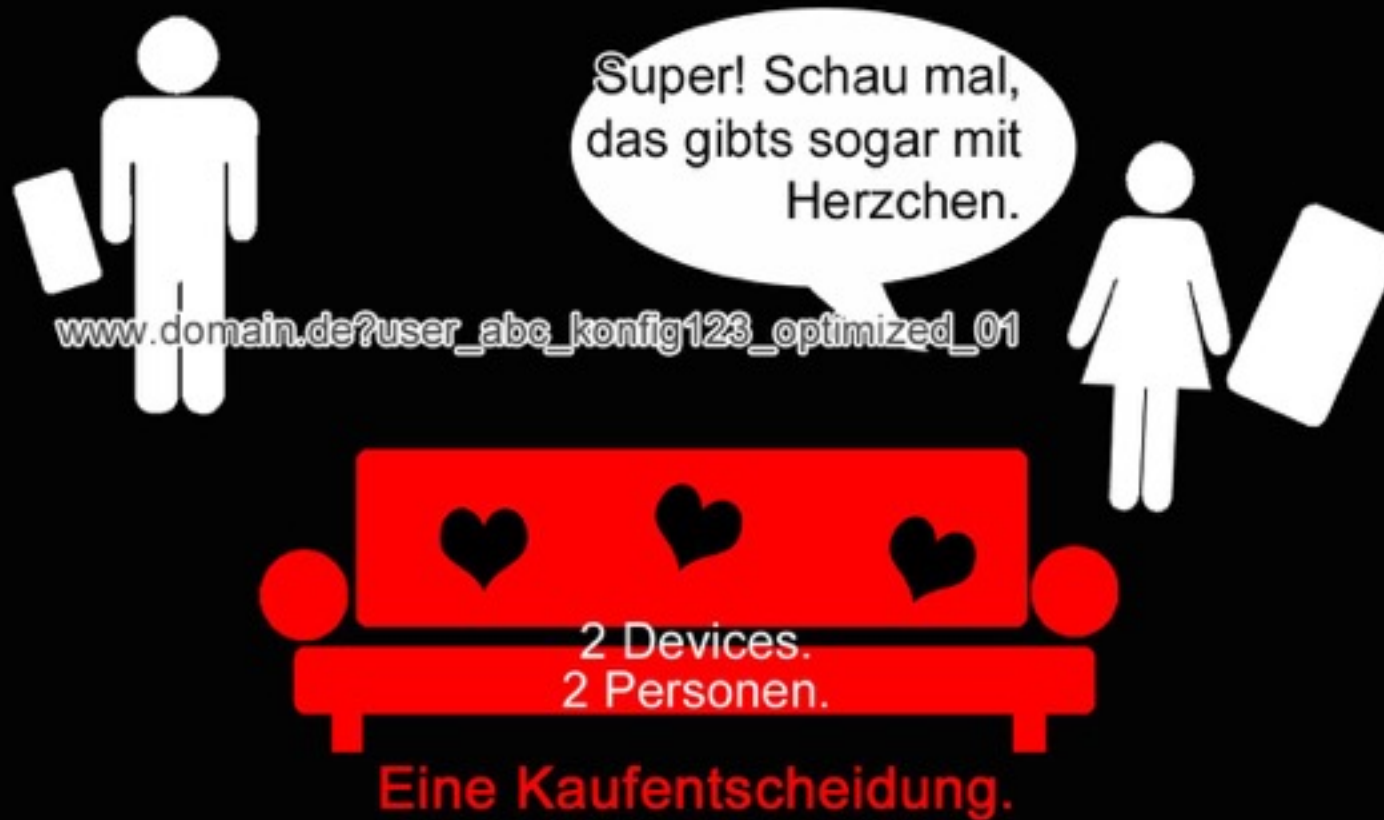 Super! Schau mal,
das gibts sogar mit
Herzchen.
www.domain.de?user_abc_konfig123_optimized_01
2 Devices.
2 Personen.
Eine Kaufentscheidung.